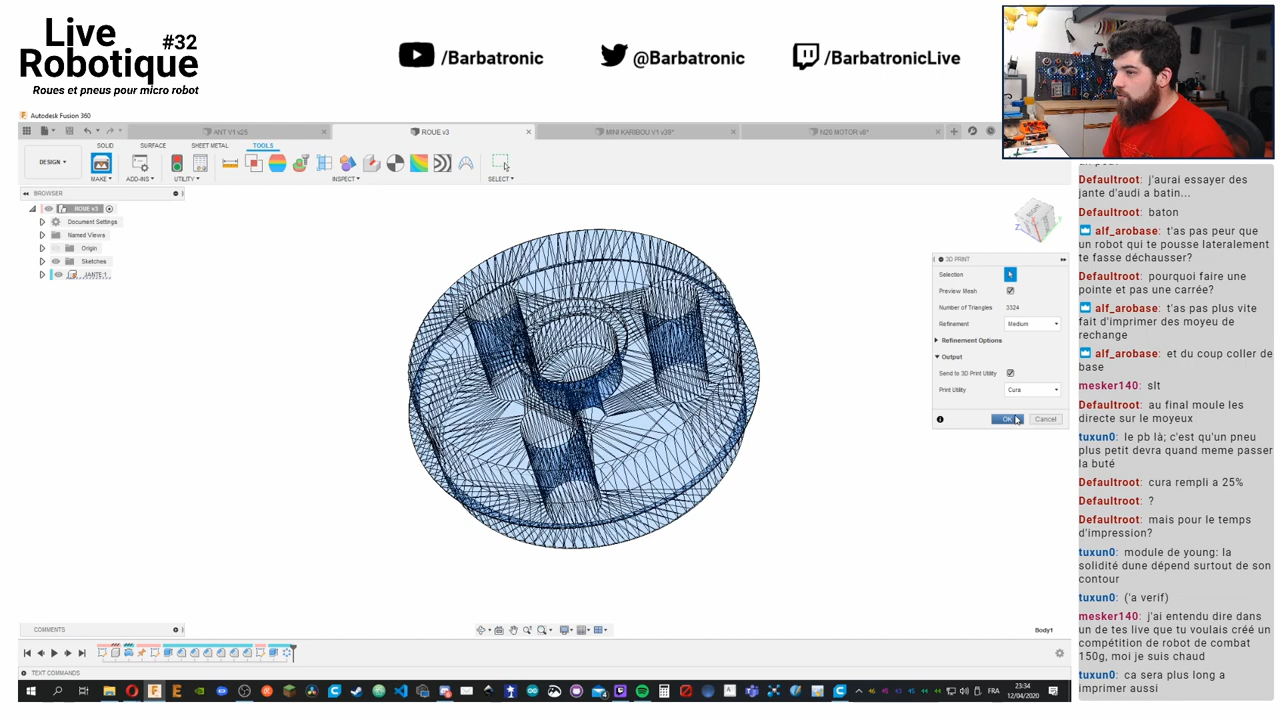 Live
Robotique #32
Roues et pneus pour micro robot
/Barbatronic
@Barbatronic
/BarbatronicLive
Autodesk Fusion 360
ANT V1 v25
ROUE v3
MINI KARIBOU V1 v39*
N20 MOTOR v6*
SOLID
SURFACE
SHEET METAL
TOOLS
DESIGN
MAKE
ADD-INS
UTILITY
INSPECT
SELECT
BROWSER
ROUE v3
Document Settings
Named Views
Origin
Sketches
JANTE:1
3D PRINT
Selection
Preview Mesh
Number of Triangles 3324
Refinement Medium
Refinement Options
Output
Send to 3D Print Utility
Print Utility Cura
OK
Cancel
COMMENTS
Body1
TEXT COMMANDS
FRA
23:34
12/04/2020
Defaultroot: j'aurai essayer des
jante d'audi a batin...
Defaultroot: baton
alf_arobase: t'as pas peur que
un robot qui te pousse lateralement
te fasse déchausser?
Defaultroot: pourquoi faire une
pointe et pas une carrée?
alf_arobase: t'as pas plus vite
fait d'imprimer des moyeu de
rechange
alf_arobase: et du coup coller de
base
mesker140: slt
Defaultroot: au final moule les
directe sur le moyeux
tuxun0: le pb là; c'est qu'un pneu
plus petit devra quand meme passer
la buté
Defaultroot: cura rempli a 25%
Defaultroot: ?
Defaultroot: mais pour le temps
d'impression?
tuxun0: module de young: la
solidité dune dépend surtout de son
contour
tuxun0: ('a verif)
mesker140: j'ai entendu dire dans
un de tes live que tu voulais créé un
compétition de robot de combat
150g, moi je suis chaud
tuxun0: ca sera plus long a
imprimer aussi